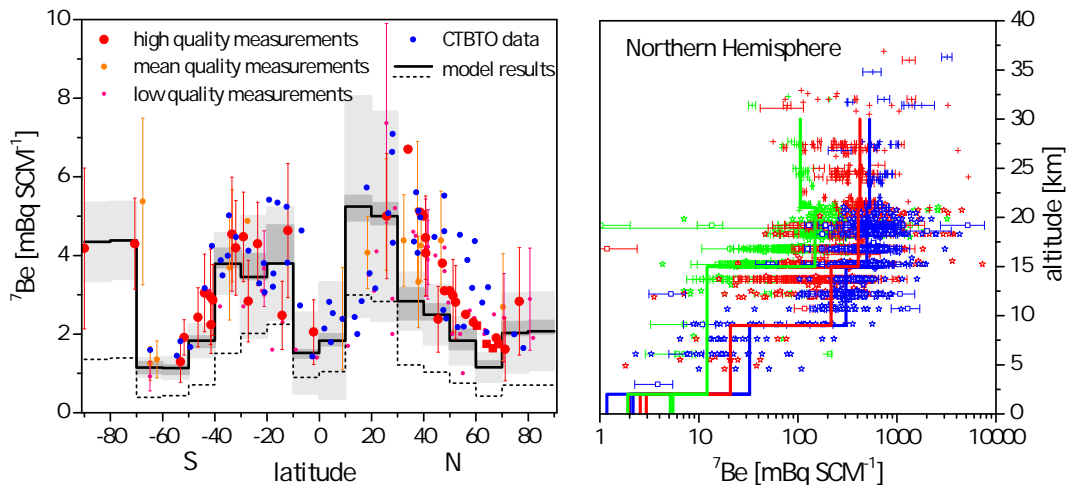 10
8
6
4
2
0
⁷Be [mBq SCM⁻¹]
high quality measurements
mean quality measurements
low quality measurements
CTBTO data
model results
-80 -60 -40 -20 0 20 40 60 80
S latitude N
Northern Hemisphere
40
35
30
25
20
15
10
5
0
altitude [km]
1 10 100 1000 10000
⁷Be [mBq SCM⁻¹]